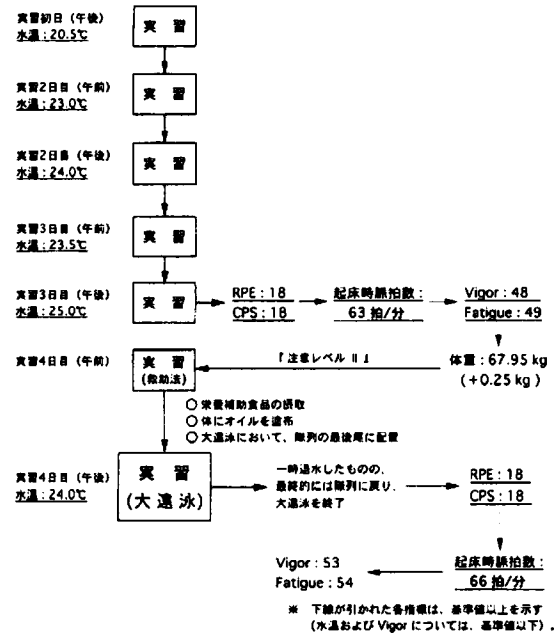 実習初日（午後）
水温：20.5℃
実 習
実習2日目（午前）
水温：23.0℃
実 習
実習2日目（午後）
水温：24.0℃
実 習
実習3日目（午前）
水温：23.5℃
実 習
実習3日目（午後）
水温：25.0℃
実 習
RPE：18
CPS：18
起床時脈拍数：
63 拍/分
Vigor：48
Fatigue：49
体重：67.95 kg
（+0.25 kg）
『 注意レベル II 』
実習4日目（午前）
実 習
（救助法）
○ 栄養補助食品の摂取
○ 体にオイルを塗布
○ 大遠泳において、隊列の最後尾に配置
実習4日目（午後）
水温：24.0℃
実 習
（大 遠 泳）
一時退水したものの、
最終的には隊列に戻り、
大遠泳を終了
RPE：18
CPS：18
起床時脈拍数：
66 拍/分
Vigor：53
Fatigue：54
※ 下線が引かれた各指標は、基準値以上を示す
（水温および Vigor については、基準値以下）。